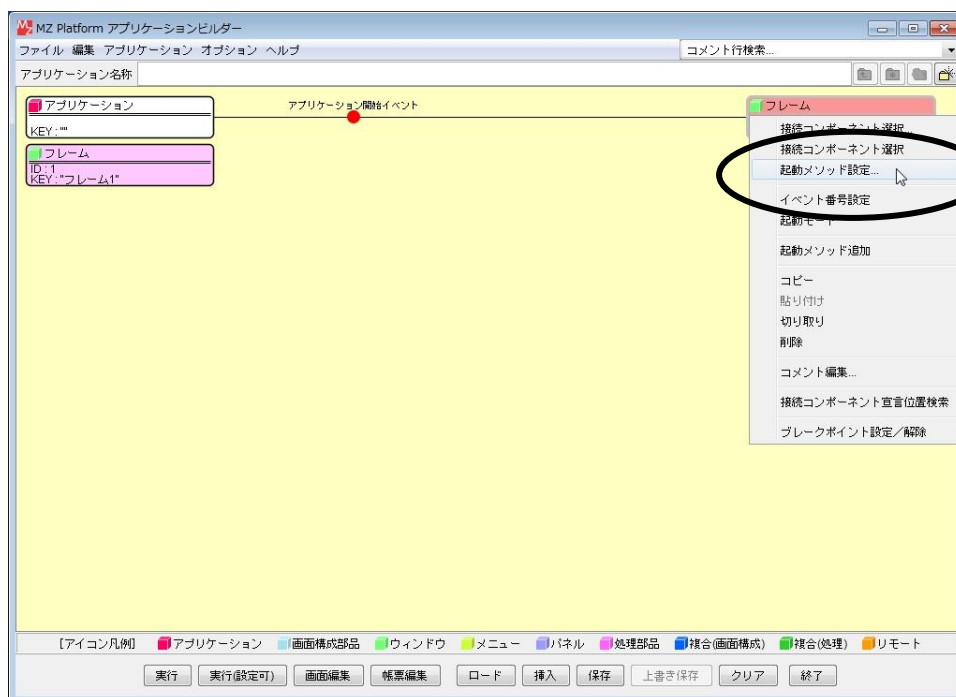 MZ Platform アプリケーションビルダー
ファイル 編集 アプリケーション オプション ヘルプ
コメント行検索...
アプリケーション名称
アプリケーション
KEY:""
アプリケーション開始イベント
フレーム
フレーム
ID:1
KEY:"フレーム1"
接続コンポーネント選択...
接続コンポーネント選択
起動メソッド設定...
イベント番号設定
起動モード
起動メソッド追加
コピー
貼り付け
切り取り
削除
コメント編集...
接続コンポーネント宣言位置検索
ブレークポイント設定／解除
[アイコン凡例] アプリケーション 画面構成部品 ウィンドウ メニュー パネル 処理部品 複合(画面構成) 複合(処理) リモート
実行 実行(設定可) 画面編集 帳票編集 ロード 挿入 保存 上書き保存 クリア 終了